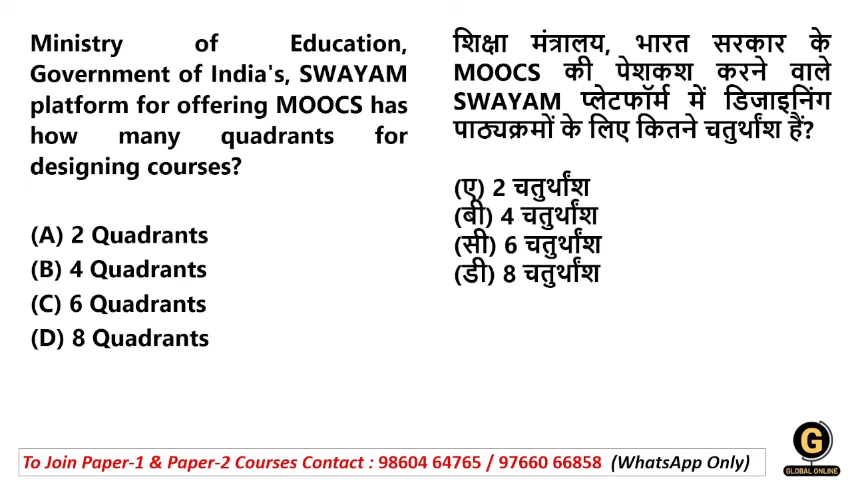 Ministry of Education,
Government of India's, SWAYAM
platform for offering MOOCS has
how many quadrants for
designing courses?
(A) 2 Quadrants
(B) 4 Quadrants
(C) 6 Quadrants
(D) 8 Quadrants
शिक्षा मंत्रालय, भारत सरकार के
MOOCS की पेशकश करने वाले
SWAYAM प्लेटफॉर्म में डिजाइनिंग
पाठ्यक्रमों के लिए कितने चतुर्थांश हैं?
(ए) 2 चतुर्थांश
(बी) 4 चतुर्थांश
(सी) 6 चतुर्थांश
(डी) 8 चतुर्थांश
To Join Paper-1 & Paper-2 Courses Contact : 98604 64765 / 97660 66858 (WhatsApp Only)
G
GLOBAL ONLINE